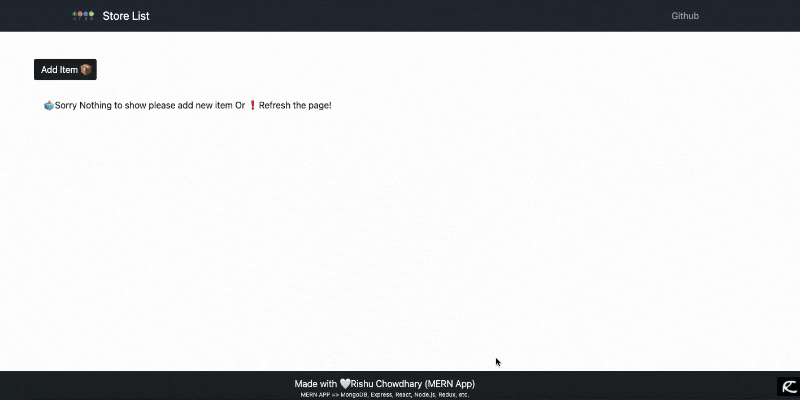 Store List
Github
Add Item 📦
🗳️Sorry Nothing to show please add new item Or ❗Refresh the page!
Made with 🤍Rishu Chowdhary (MERN App)
MERN APP => MongoDB, Express, React, Node.js, Redux, etc.